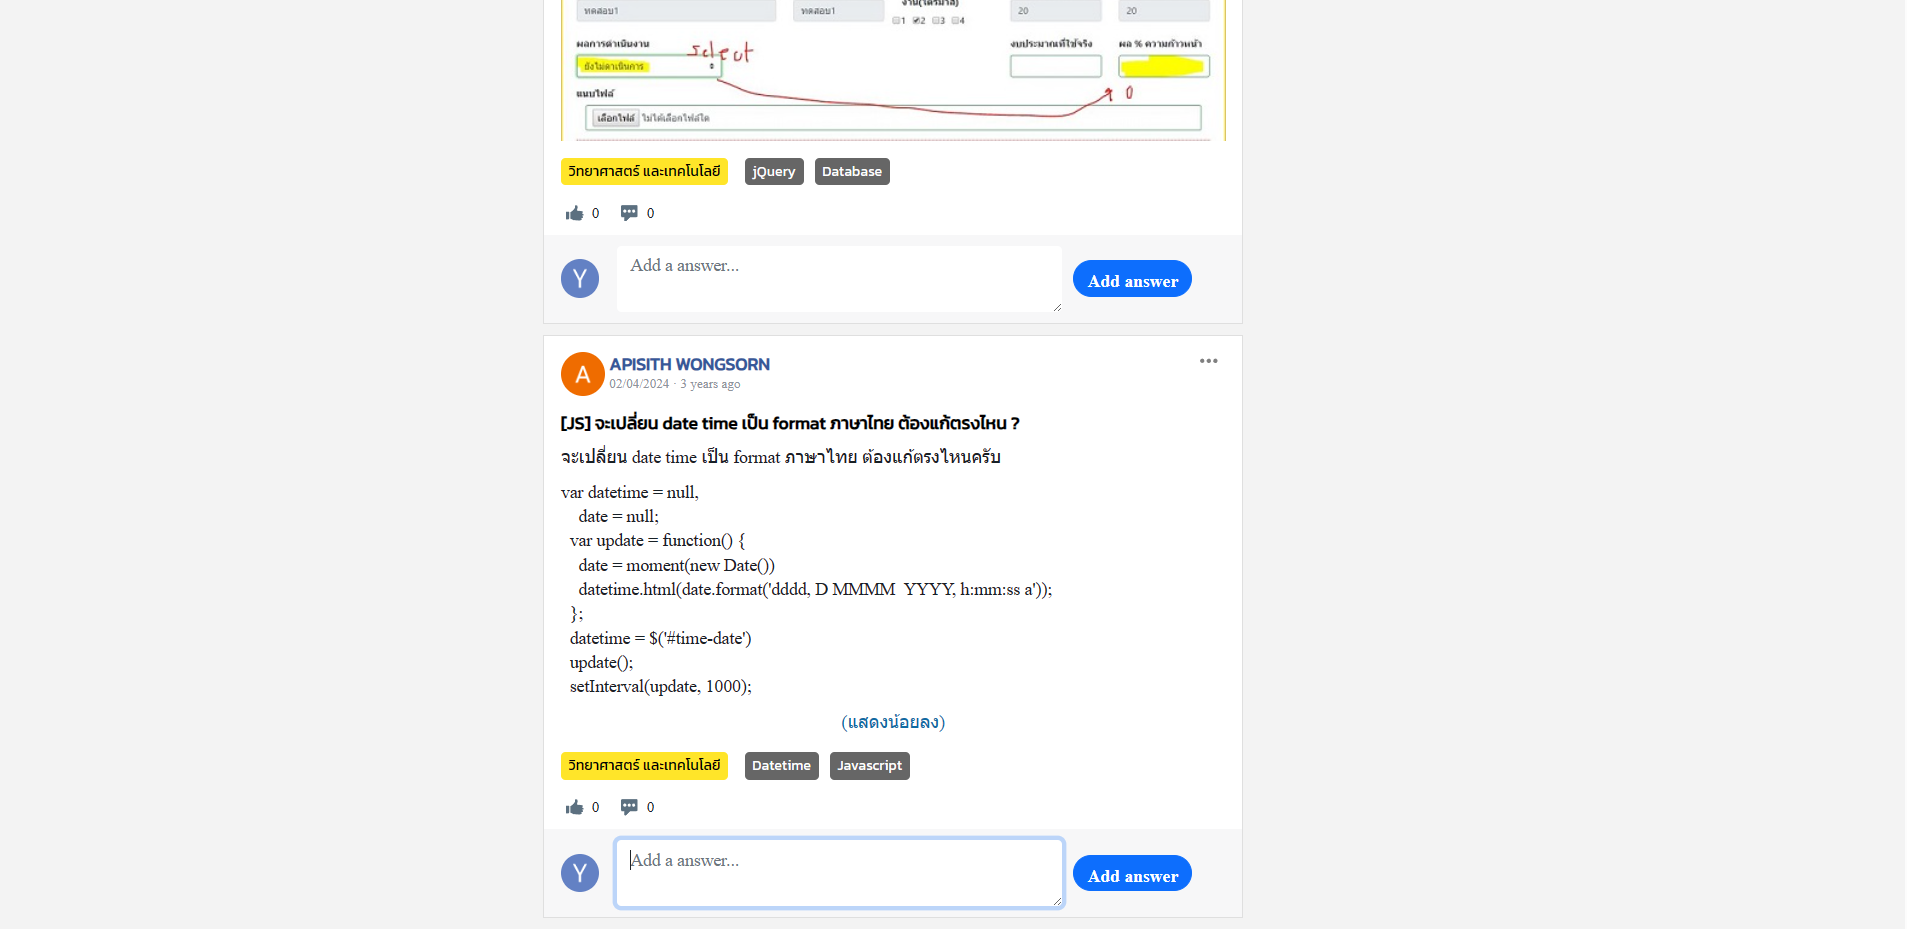 ทดสอบ1 ทดสอบ1 งาน(ไตรมาส) 20 20
1 2 3 4
ผลการดำเนินงาน select งบประมาณที่ใช้จริง ผล % ความก้าวหน้า
ยังไม่ดำเนินการ
แนบไฟล์ 0
เลือกไฟล์ ไม่ได้เลือกไฟล์ใด
วิทยาศาสตร์ และเทคโนโลยี jQuery Database
0 0
Y Add a answer... Add answer
A APISITH WONGSORN
02/04/2024 · 3 years ago
[JS] จะเปลี่ยน date time เป็น format ภาษาไทย ต้องแก้ตรงไหน ?
จะเปลี่ยน date time เป็น format ภาษาไทย ต้องแก้ตรงไหนครับ
var datetime = null,
date = null;
var update = function() {
date = moment(new Date())
datetime.html(date.format('dddd, D MMMM  YYYY, h:mm:ss a'));
};
datetime = $('#time-date')
update();
setInterval(update, 1000);
(แสดงน้อยลง)
วิทยาศาสตร์ และเทคโนโลยี Datetime Javascript
0 0
Y Add a answer... Add answer